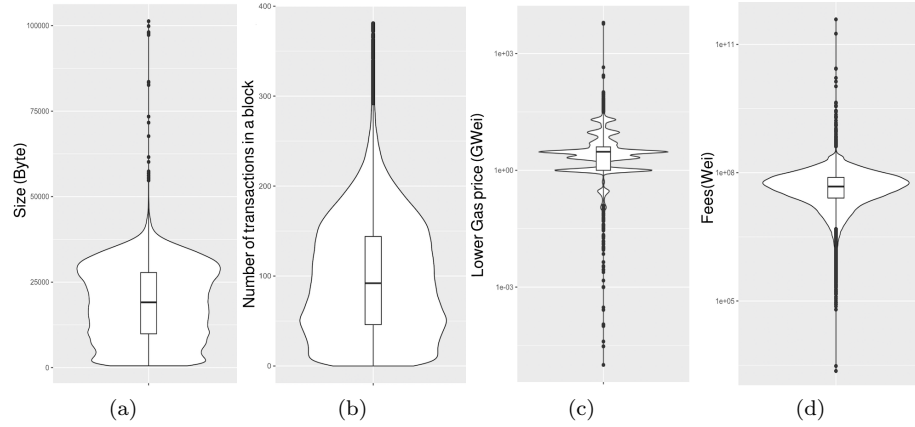 Size (Byte)
100000
75000
50000
25000
0
(a)
Number of transactions in a block
400
300
200
100
0
(b)
Lower Gas price (GWei)
1e+03
1e+00
1e-03
(c)
Fees(Wei)
1e+11
1e+08
1e+05
(d)